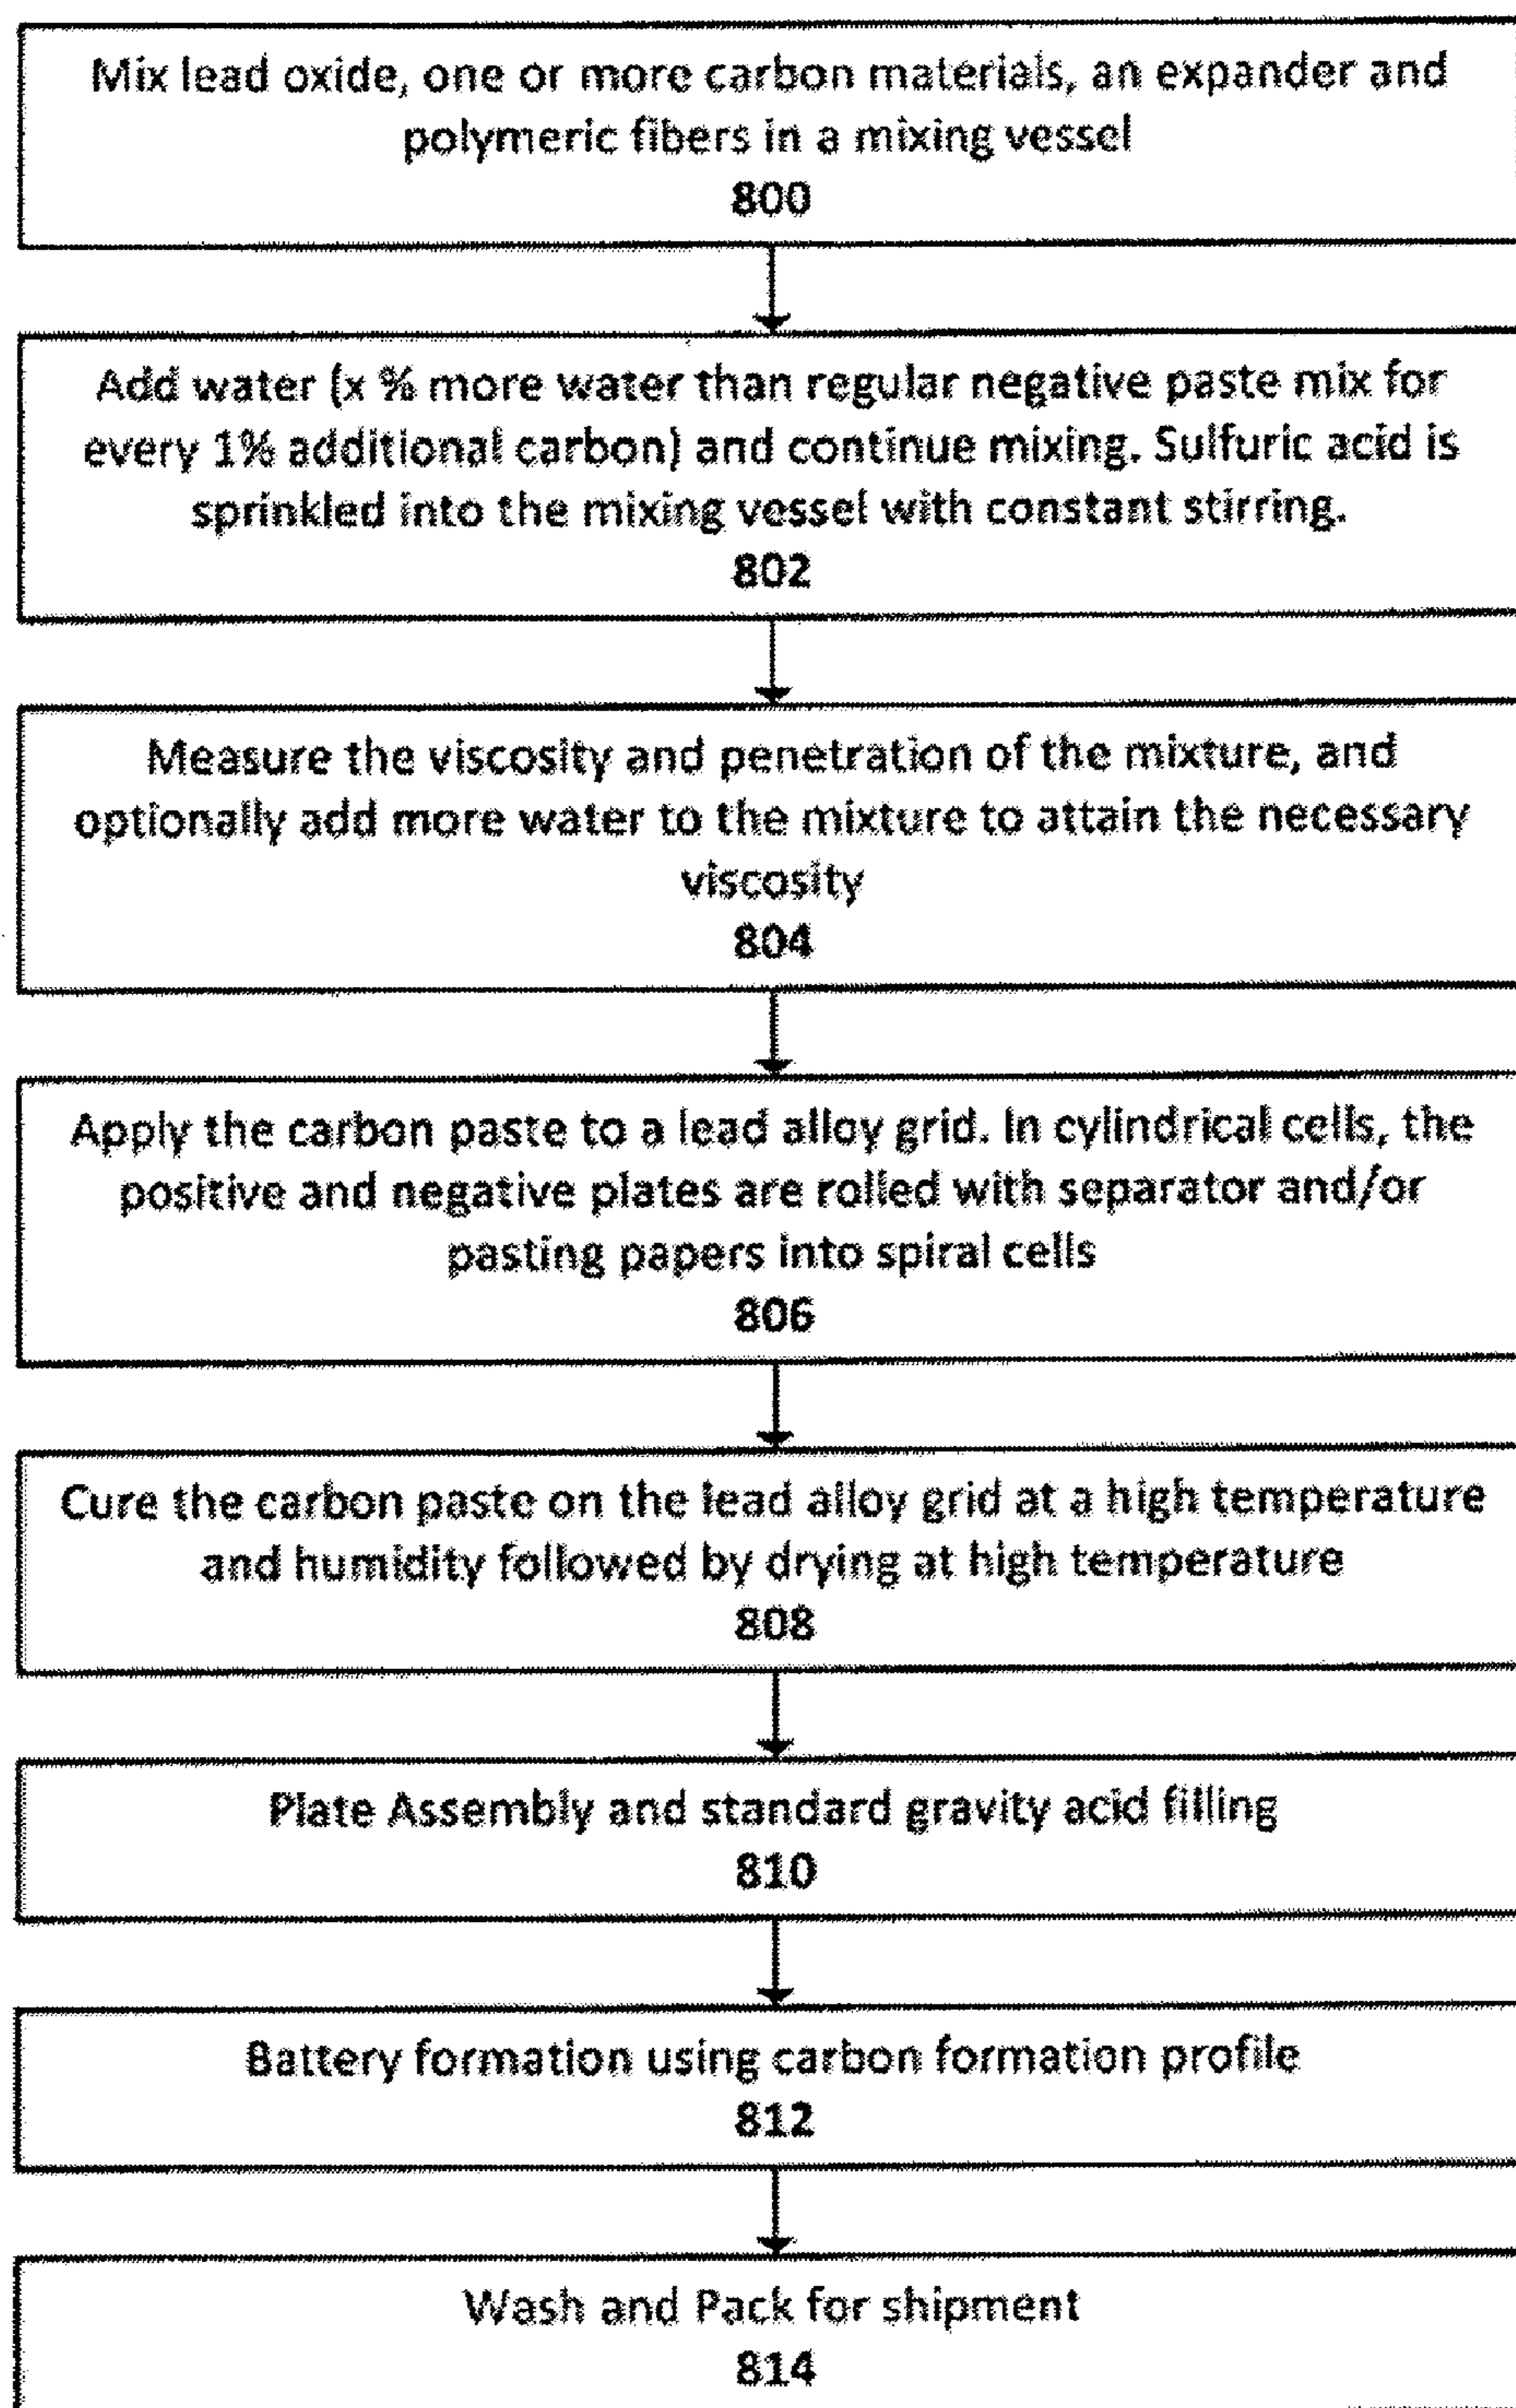 Mix lead oxide, one or more carbon materials, an expander and
polymeric fibers in a mixing vessel
800
Add water (x % more water than regular negative paste mix for
every 1% additional carbon) and continue mixing. Sulfuric acid is
sprinkled into the mixing vessel with constant stirring.
802
Measure the viscosity and penetration of the mixture, and
optionally add more water to the mixture to attain the necessary
viscosity
804
Apply the carbon paste to a lead alloy grid. In cylindrical cells, the
positive and negative plates are rolled with separator and/or
pasting papers into spiral cells
806
Cure the carbon paste on the lead alloy grid at a high temperature
and humidity followed by drying at high temperature
808
Plate Assembly and standard gravity acid filling
810
Battery formation using carbon formation profile
812
Wash and Pack for shipment
814